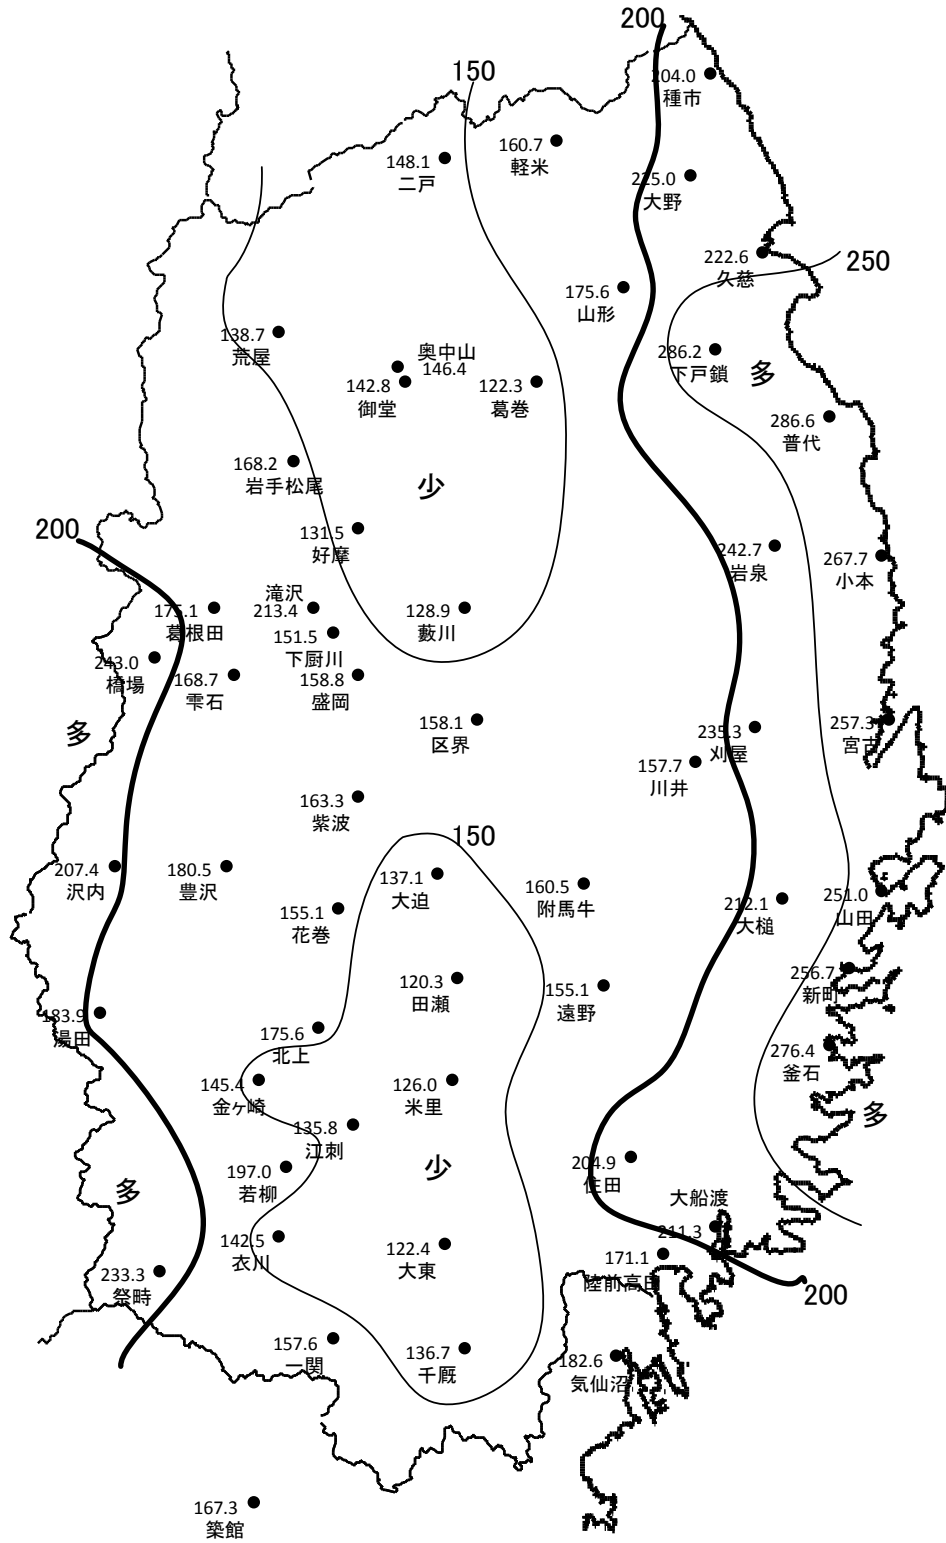 200
204.0
種市
150
160.7
軽米
148.1
二戸
225.0
大野
222.6
久慈
250
175.6
山形
138.7
荒屋
奥中山
146.4
142.8
御堂
122.3
葛巻
286.2
下戸鎖
多
286.6
普代
168.2
岩手松尾
少
131.5
好摩
200
242.7
岩泉
267.7
小本
175.1
葛根田
滝沢
213.4
151.5
下厨川
128.9
藪川
243.0
橋場
168.7
雫石
158.8
盛岡
多
158.1
区界
235.3
刈屋
257.3
宮古
157.7
川井
163.3
紫波
150
207.4
沢内
180.5
豊沢
137.1
大迫
160.5
附馬牛
155.1
花巻
212.1
大槌
251.0
山田
120.3
田瀬
155.1
遠野
256.7
新町
183.9
湯田
175.6
北上
276.4
釜石
145.4
金ヶ崎
126.0
米里
多
135.8
江刺
197.0
若柳
少
204.9
住田
多
大船渡
211.3
142.5
衣川
122.4
大東
171.1
陸前高田
233.3
祭畤
200
157.6
一関
136.7
千厩
182.6
気仙沼
167.3
築館